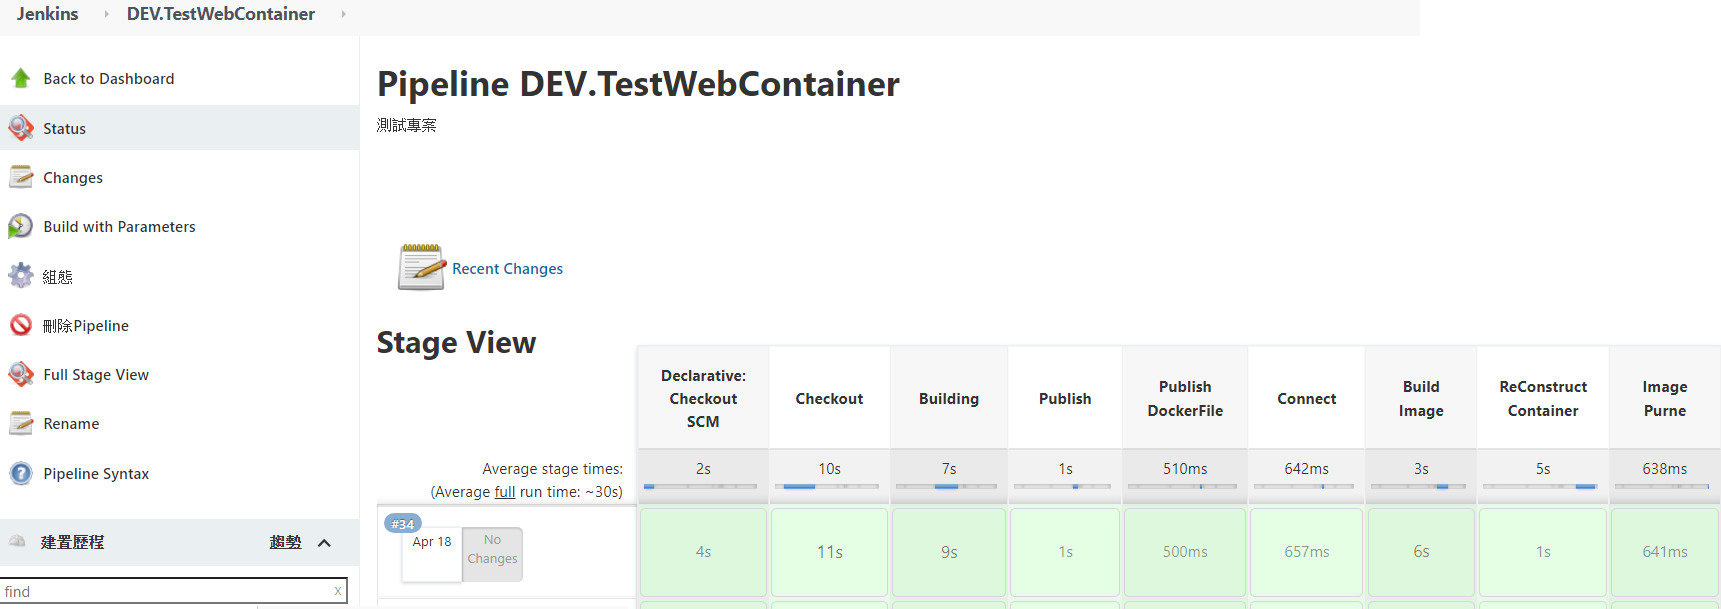 Jenkins
DEV.TestWebContainer
Back to Dashboard
Status
Changes
Build with Parameters
組態
刪除Pipeline
Full Stage View
Rename
Pipeline Syntax
建置歷程
趨勢
find
x
Pipeline DEV.TestWebContainer
測試專案
Recent Changes
Stage View
Declarative:
Checkout
SCM
Checkout
Building
Publish
Publish
DockerFile
Connect
Build
Image
ReConstruct
Container
Image
Purne
Average stage times:
(Average full run time: ~30s)
2s
10s
7s
1s
510ms
642ms
3s
5s
638ms
#34
Apr 18
No
Changes
4s
11s
9s
1s
500ms
657ms
6s
1s
641ms